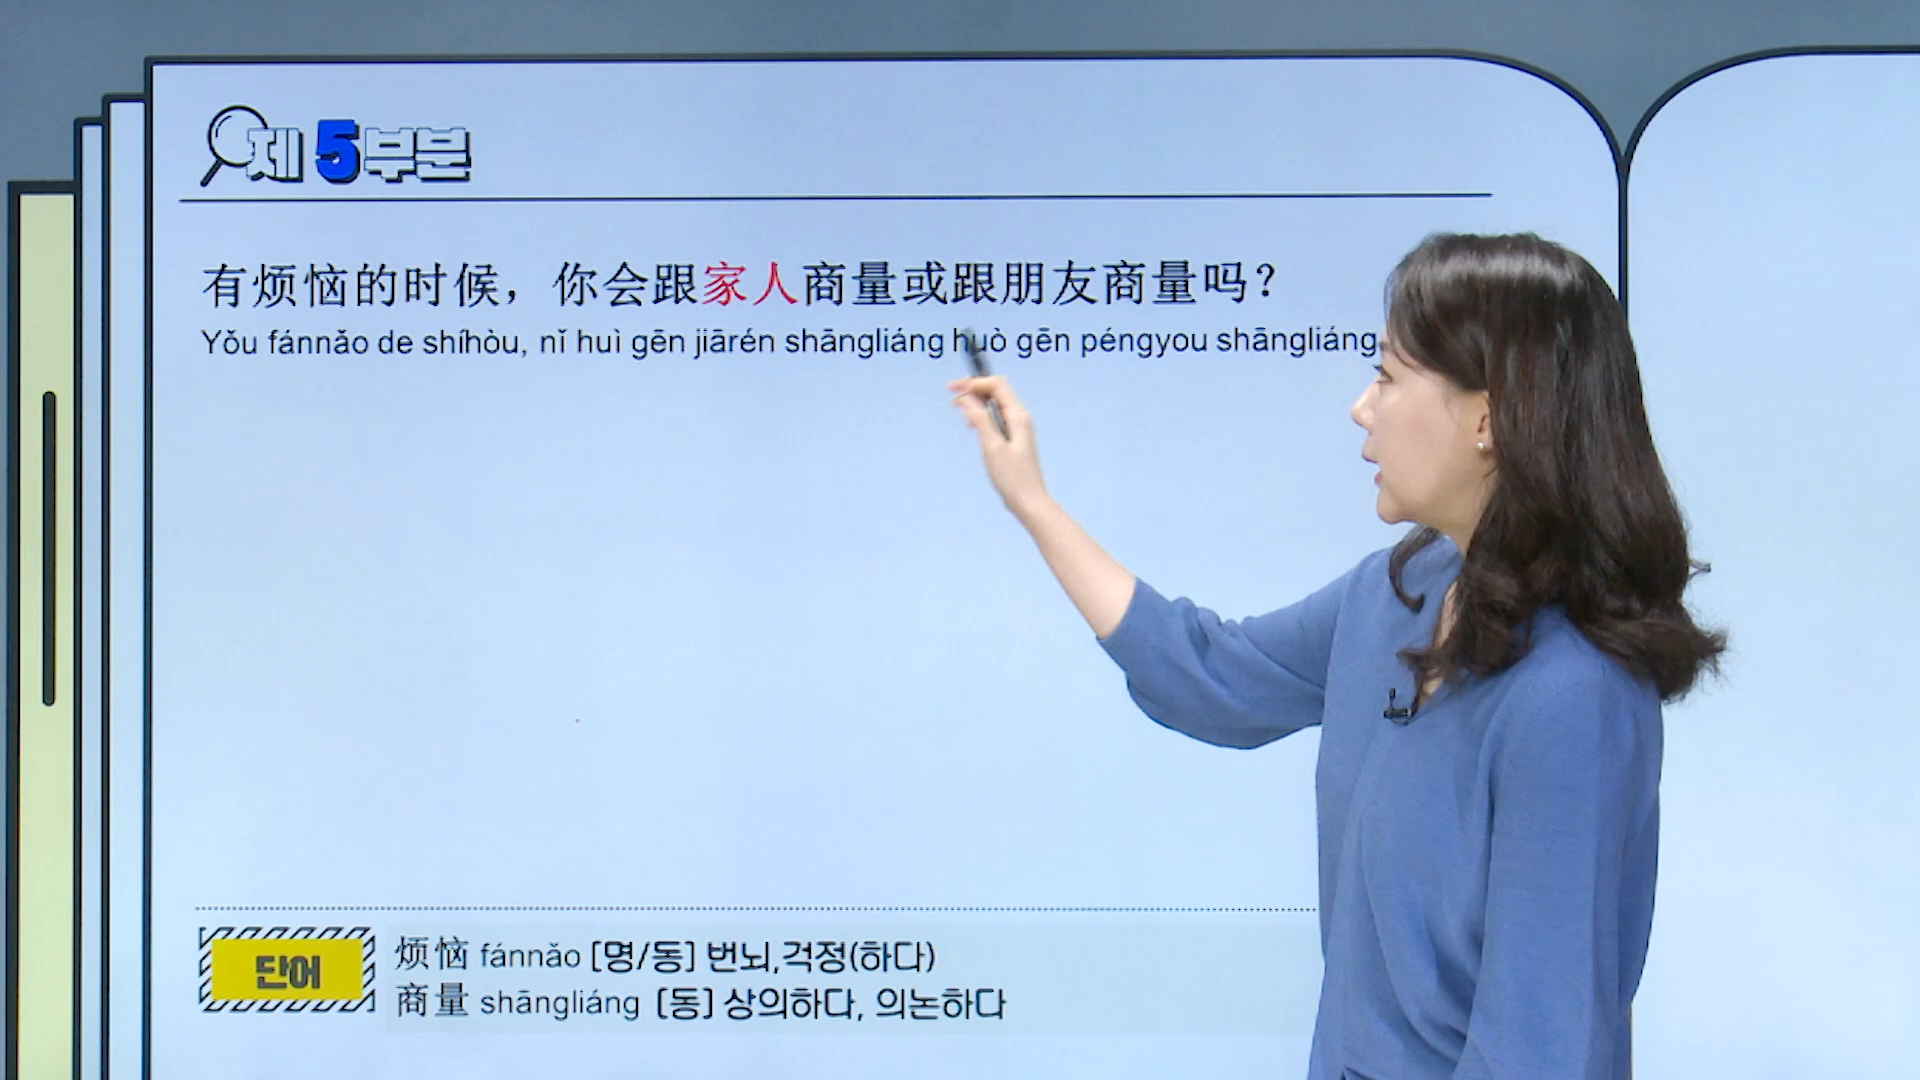 제 5부분
有烦恼的时候，你会跟家人商量或跟朋友商量吗？
Yǒu fánnǎo de shíhòu, nǐ huì gēn jiārén shāngliáng huò gēn péngyou shāngliáng
단어
烦恼 fánnǎo [명/동] 번뇌,걱정(하다)
商量 shāngliáng [동] 상의하다, 의논하다